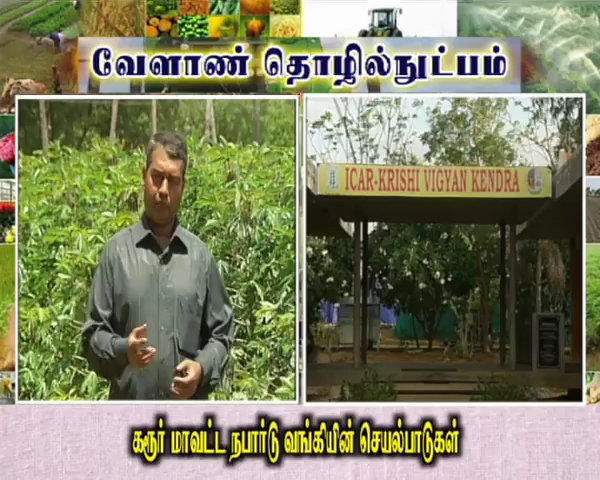 வேளாண் தொழில்நுட்பம்
ICAR-KRISHI VIGYAN KENDRA
கரூர் மாவட்ட நபார்டு வங்கியின் செயல்பாடுகள்